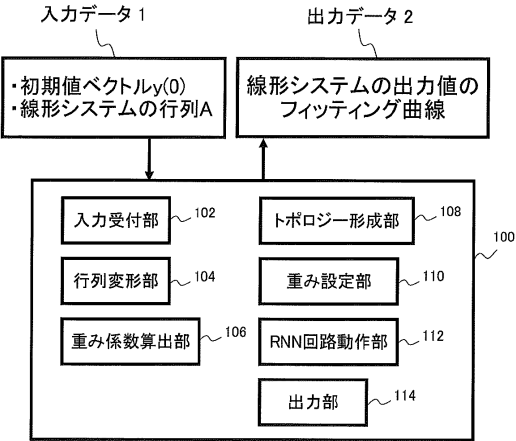 入力データ1
出力データ2
・初期値ベクトルy(0)
・線形システムの行列A
線形システムの出力値の
フィッティング曲線
入力受付部
102
行列変形部
104
重み係数算出部
106
トポロジー形成部
108
重み設定部
110
RNN回路動作部
112
出力部
114
100